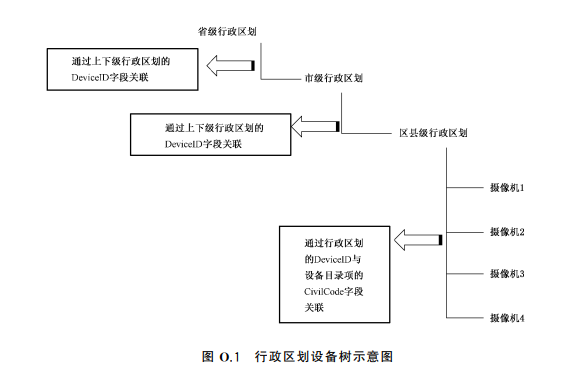 省级行政区划
通过上下级行政区划的
DeviceID字段关联
市级行政区划
通过上下级行政区划的
DeviceID字段关联
区县级行政区划
摄像机1
摄像机2
通过行政区划
的DeviceID与
设备目录项的
CivilCode字段
关联
摄像机3
摄像机4
图 O.1 行政区划设备树示意图